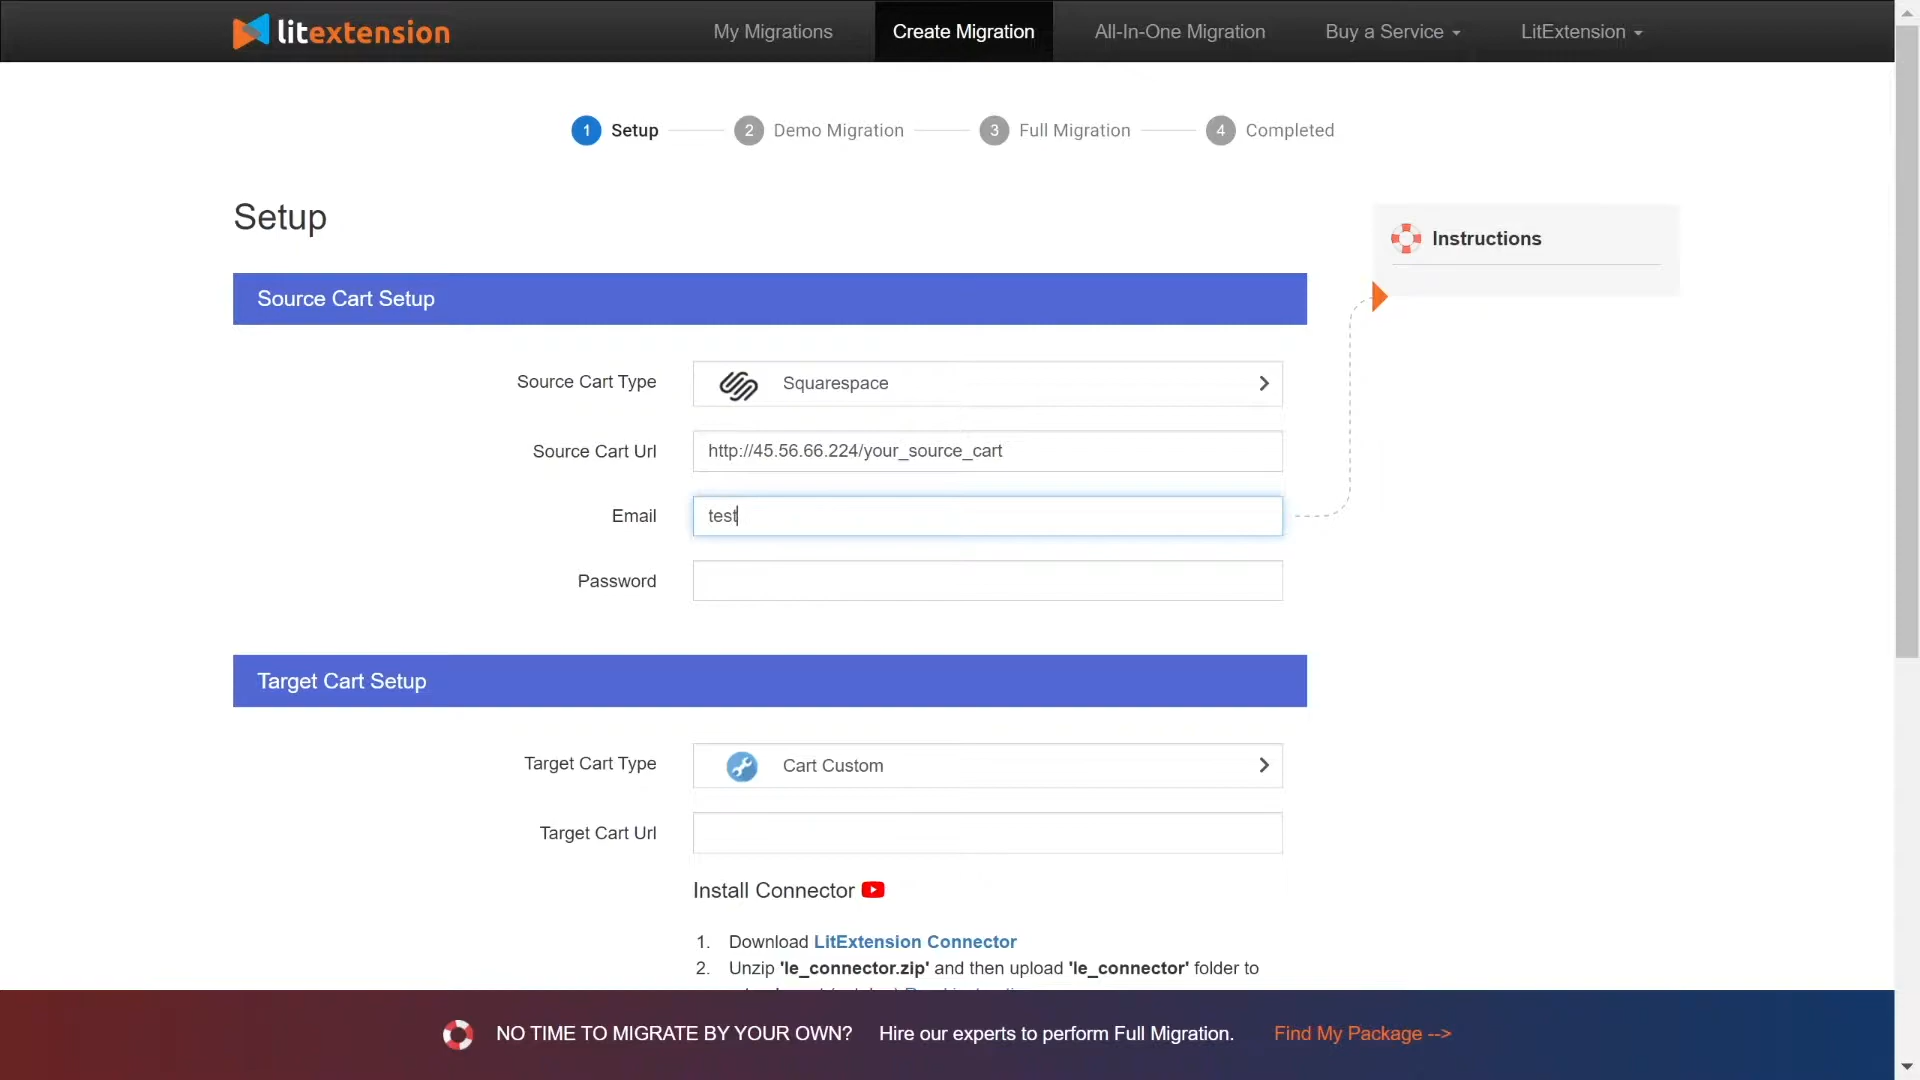 litextension
My Migrations
Create Migration
All-In-One Migration
Buy a Service
LitExtension
1 Setup
2 Demo Migration
3 Full Migration
4 Completed
Setup
Instructions
Source Cart Setup
Source Cart Type
Squarespace
Source Cart Url
http://45.56.66.224/your_source_cart
Email
test
Password
Target Cart Setup
Target Cart Type
Cart Custom
Target Cart Url
Install Connector
1. Download LitExtension Connector
2. Unzip 'le_connector.zip' and then upload 'le_connector' folder to
NO TIME TO MIGRATE BY YOUR OWN? Hire our experts to perform Full Migration. Find My Package -->